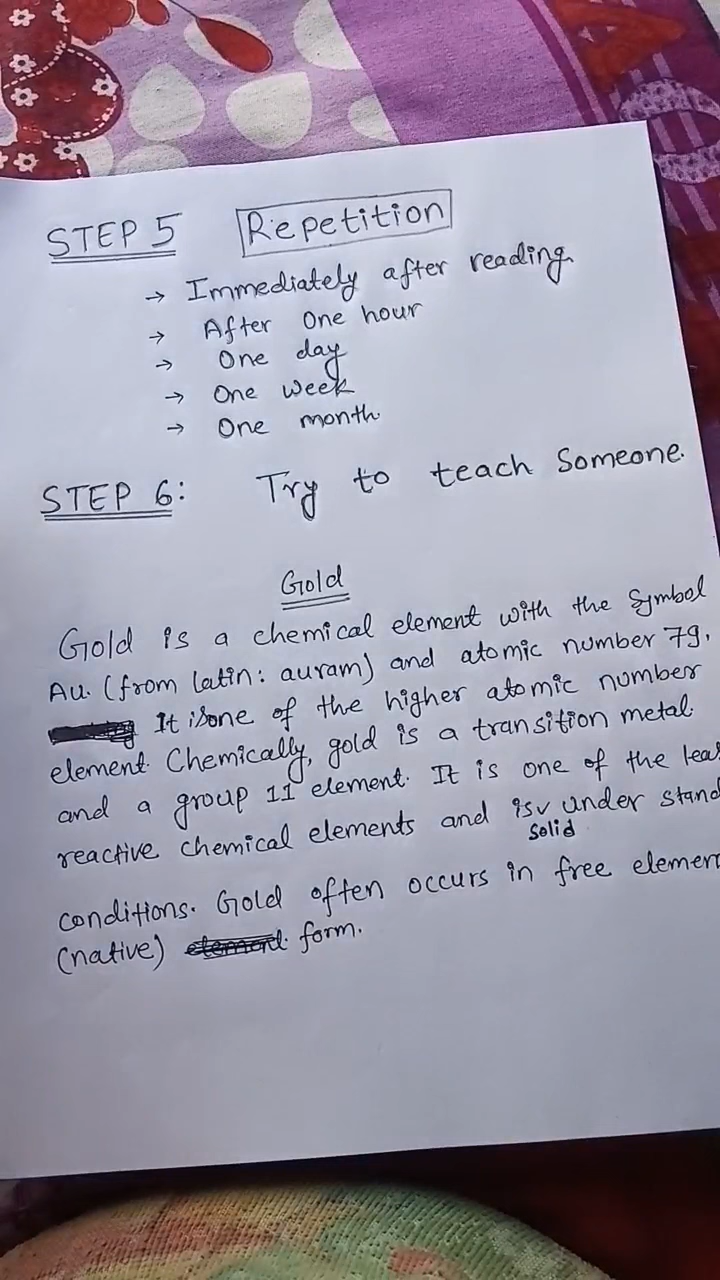 STEP 5 Repetition
→ Immediately after reading.
→ After One hour
→ One day
→ One week
→ One month.
STEP 6: Try to teach Someone.
Gold
Gold is a chemical element with the symbol
Au. (from latin: auram) and atomic number 79.
It is one of the higher atomic number
element. Chemically, gold is a transition metal.
and a group 11 element. It is one of the leas
reactive chemical elements and is solid under stand
conditions. Gold often occurs in free elemen
(native) form.